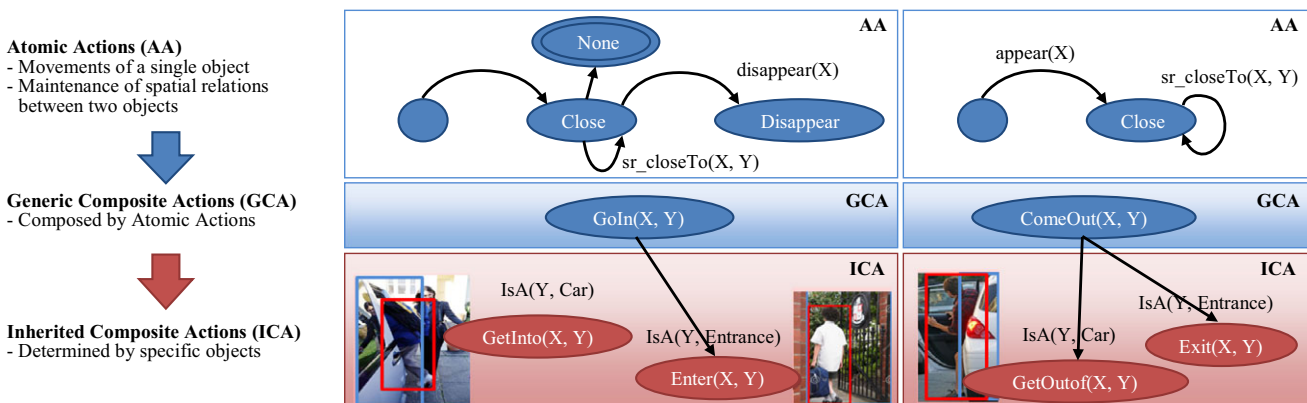 Atomic Actions (AA)
- Movements of a single object
- Maintenance of spatial relations
between two objects
Generic Composite Actions (GCA)
- Composed by Atomic Actions
Inherited Composite Actions (ICA)
- Determined by specific objects
AA
None
disappear(X)
Close
Disappear
sr_closeTo(X, Y)
GCA
GoIn(X, Y)
ICA
IsA(Y, Car)
GetInto(X, Y)
IsA(Y, Entrance)
Enter(X, Y)
AA
appear(X)
sr_closeTo(X, Y)
Close
GCA
ComeOut(X, Y)
ICA
IsA(Y, Entrance)
IsA(Y, Car)
Exit(X, Y)
GetOutof(X, Y)